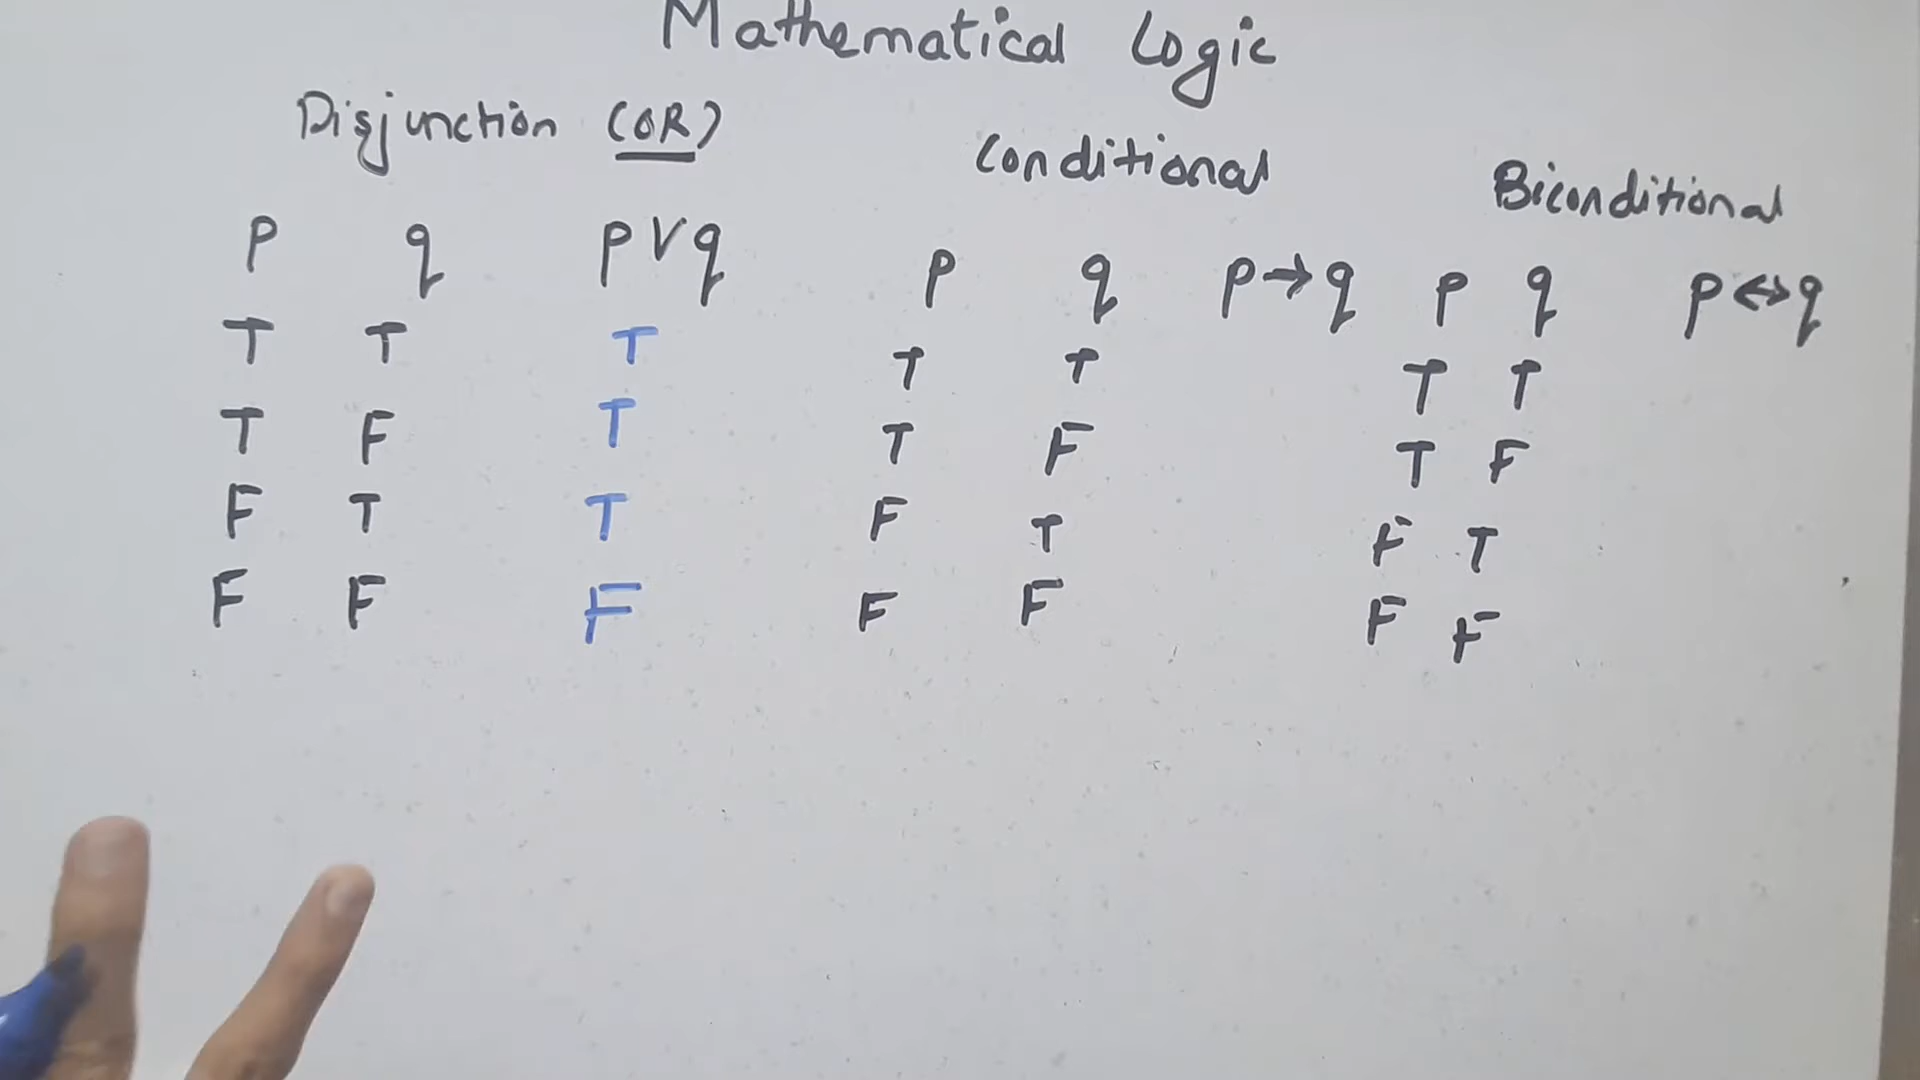 Mathematical Logic
Disjunction (OR)
Conditional
Biconditional
p q p∨q
T T T
T F T
F T T
F F F
p q p→q
T T
T F
F T
F F
p q p↔q
T T
T F
F T
F F